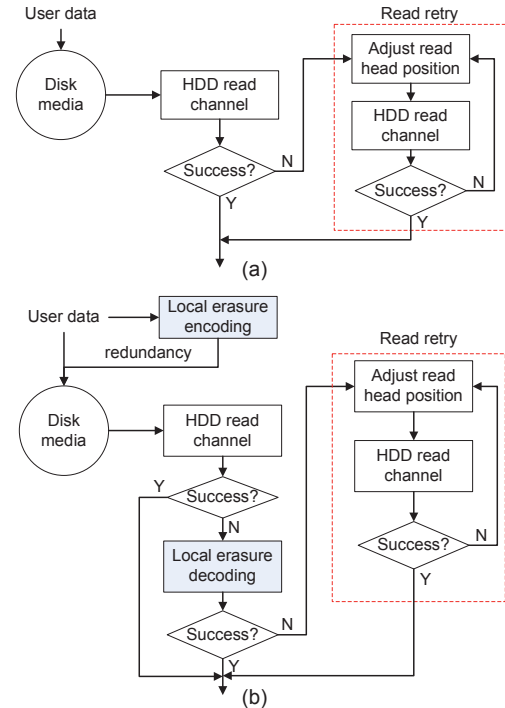 User data
Disk
media
HDD read
channel
Success?
N
Y
Read retry
Adjust read
head position
HDD read
channel
Success?
N
Y
(a)
User data
Local erasure
encoding
redundancy
Disk
media
HDD read
channel
Y
Success?
N
Local erasure
decoding
Success?
N
Y
Read retry
Adjust read
head position
HDD read
channel
Success?
N
Y
(b)